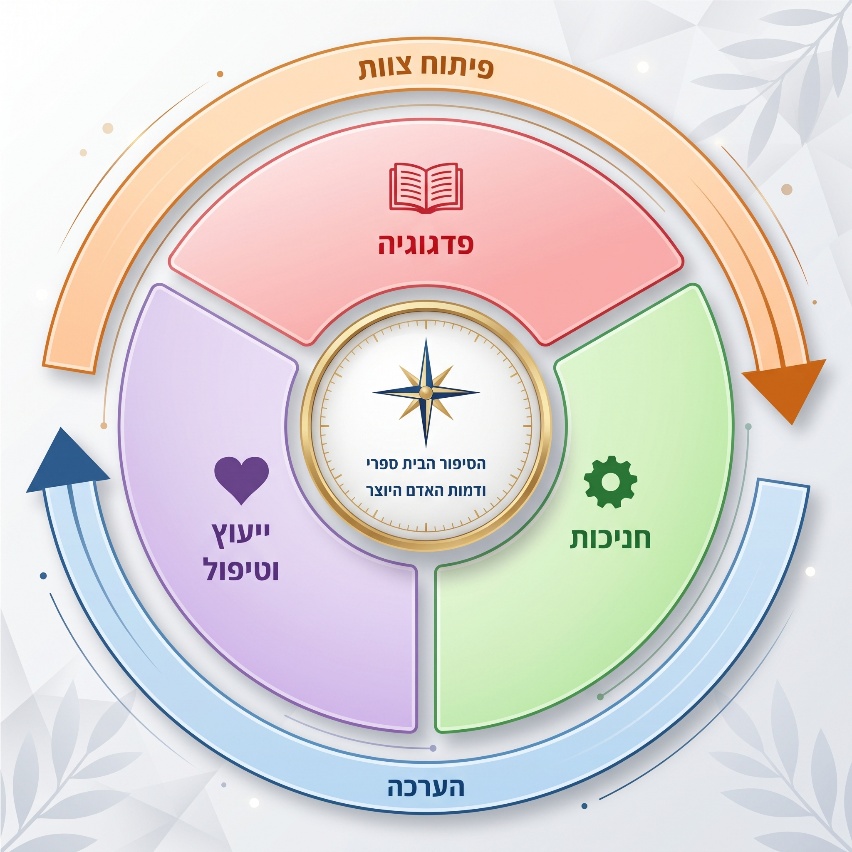 פיתוח צוות
פדגוגיה
הסיפור הבית ספרי
ודמות האדם היוצר
חניכות
ייעוץ
וטיפול
הערכה